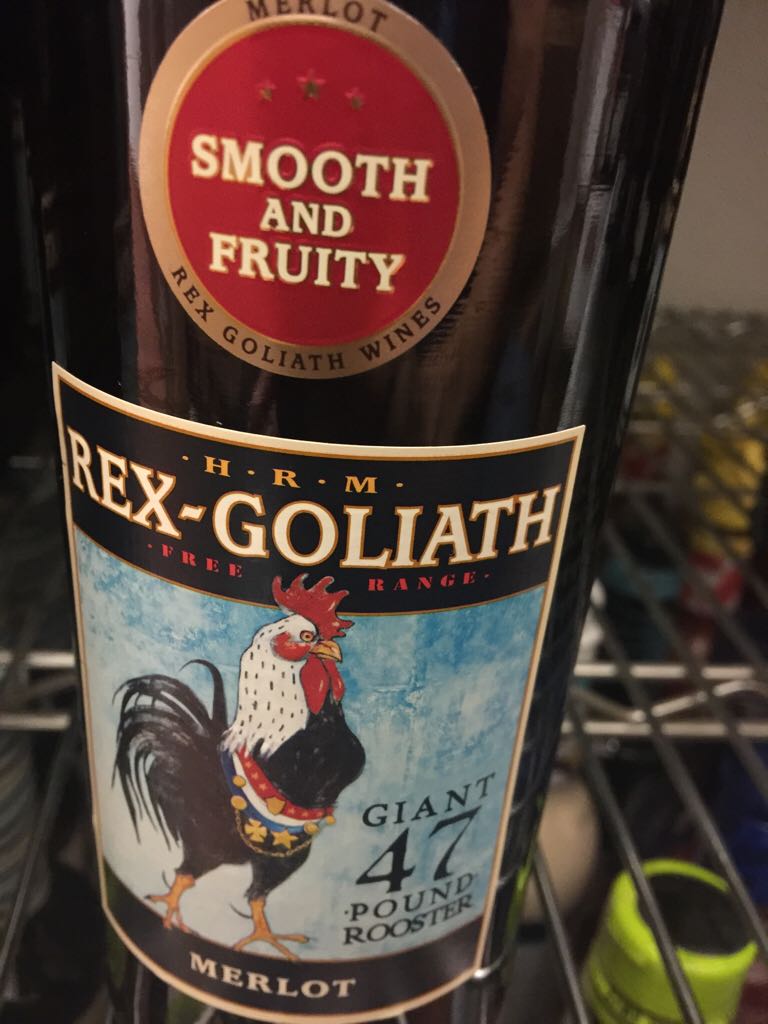 MERLOT
SMOOTH
AND
FRUITY
REX GOLIATH WINES
·H·R·M·
REX-GOLIATH
·FREE RANGE·
GIANT
47
·POUND·
ROOSTER
MERLOT